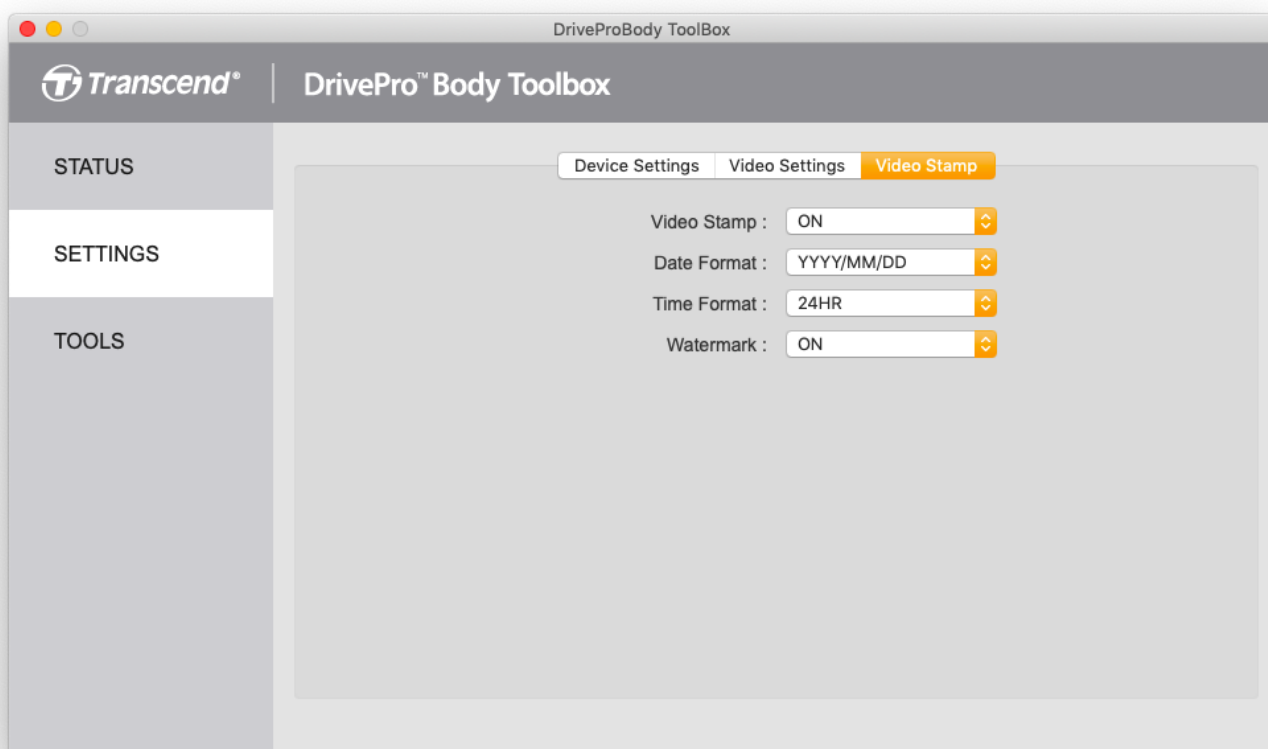 DriveProBody ToolBox
Transcend® DrivePro™ Body Toolbox
STATUS
SETTINGS
TOOLS
Device Settings Video Settings Video Stamp
Video Stamp : ON
Date Format : YYYY/MM/DD
Time Format : 24HR
Watermark : ON